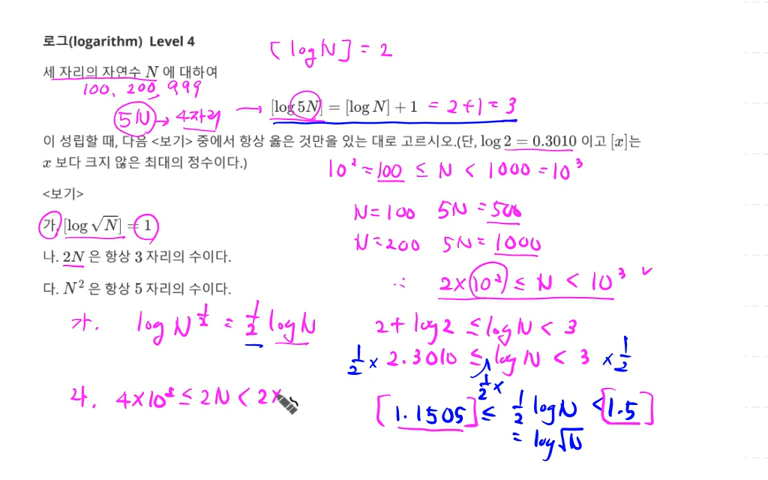 로그(logarithm) Level 4
[log N] = 2
세 자리의 자연수 N 에 대하여
100, 200, 999
5N → 4자리 → [log 5N] = [log N] + 1 = 2+1 = 3
이 성립할 때, 다음 <보기> 중에서 항상 옳은 것만을 있는 대로 고르시오.(단, log 2 = 0.3010 이고 [x]는
x 보다 크지 않은 최대의 정수이다.)
10² = 100 ≤ N < 1000 = 10³
<보기>
N = 100 5N = 500
가. [log √N] = 1
N = 200 5N = 1000
나. 2N 은 항상 3 자리의 수이다.
∴ 2×10² ≤ N < 10³
다. N² 은 항상 5 자리의 수이다.
가. log N^½ = ½ log N
2 + log 2 ≤ log N < 3
½ × 2.3010 ≤ log N < 3 × ½
½ ×
4×10² ≤ 2N < 2×
[1.1505] ≤ ½ log N < [1.5]
= log √N